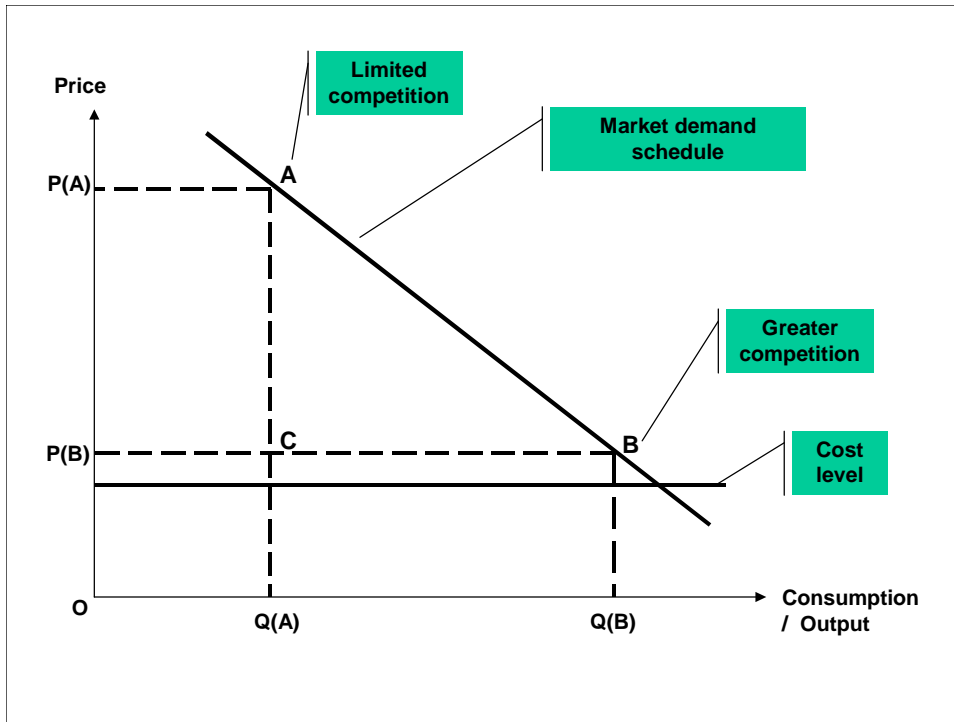 Limited
competition
Price
Market demand
schedule
A
P(A)
Greater
competition
C
B
P(B)
Cost
level
O
Q(A)
Q(B)
Consumption
/ Output